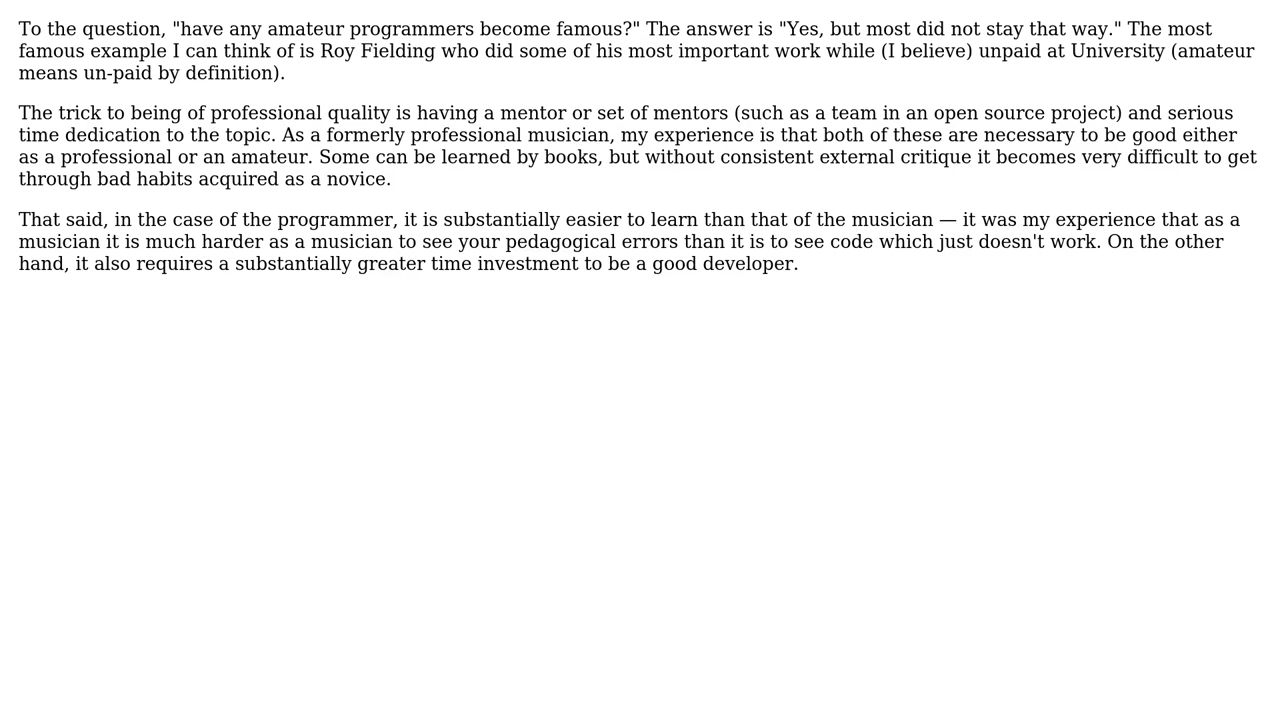 To the question, "have any amateur programmers become famous?" The answer is "Yes, but most did not stay that way." The most
famous example I can think of is Roy Fielding who did some of his most important work while (I believe) unpaid at University (amateur
means un-paid by definition).
The trick to being of professional quality is having a mentor or set of mentors (such as a team in an open source project) and serious
time dedication to the topic. As a formerly professional musician, my experience is that both of these are necessary to be good either
as a professional or an amateur. Some can be learned by books, but without consistent external critique it becomes very difficult to get
through bad habits acquired as a novice.
That said, in the case of the programmer, it is substantially easier to learn than that of the musician — it was my experience that as a
musician it is much harder as a musician to see your pedagogical errors than it is to see code which just doesn't work. On the other
hand, it also requires a substantially greater time investment to be a good developer.